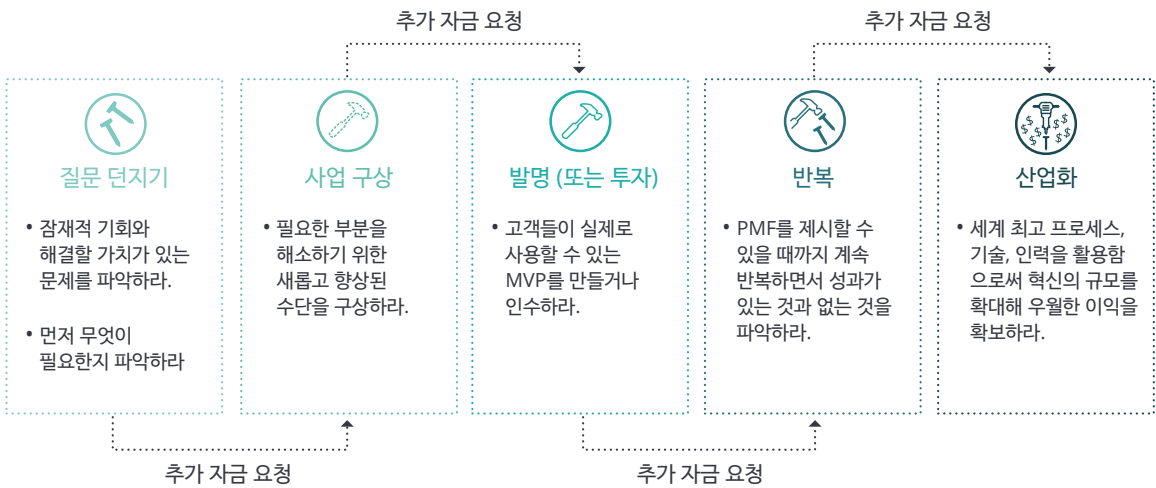 추가 자금 요청
추가 자금 요청
질문 던지기
• 잠재적 기회와
해결할 가치가 있는
문제를 파악하라.
• 먼저 무엇이
필요한지 파악하라
사업 구상
• 필요한 부분을
해소하기 위한
새롭고 향상된
수단을 구상하라.
발명 (또는 투자)
• 고객들이 실제로
사용할 수 있는
MVP를 만들거나
인수하라.
반복
• PMF를 제시할 수
있을 때까지 계속
반복하면서 성과가
있는 것과 없는 것을
파악하라.
$ $ $ $ $ $ $
산업화
• 세계 최고 프로세스,
기술, 인력을 활용함
으로써 혁신의 규모를
확대해 우월한 이익을
확보하라.
추가 자금 요청
추가 자금 요청